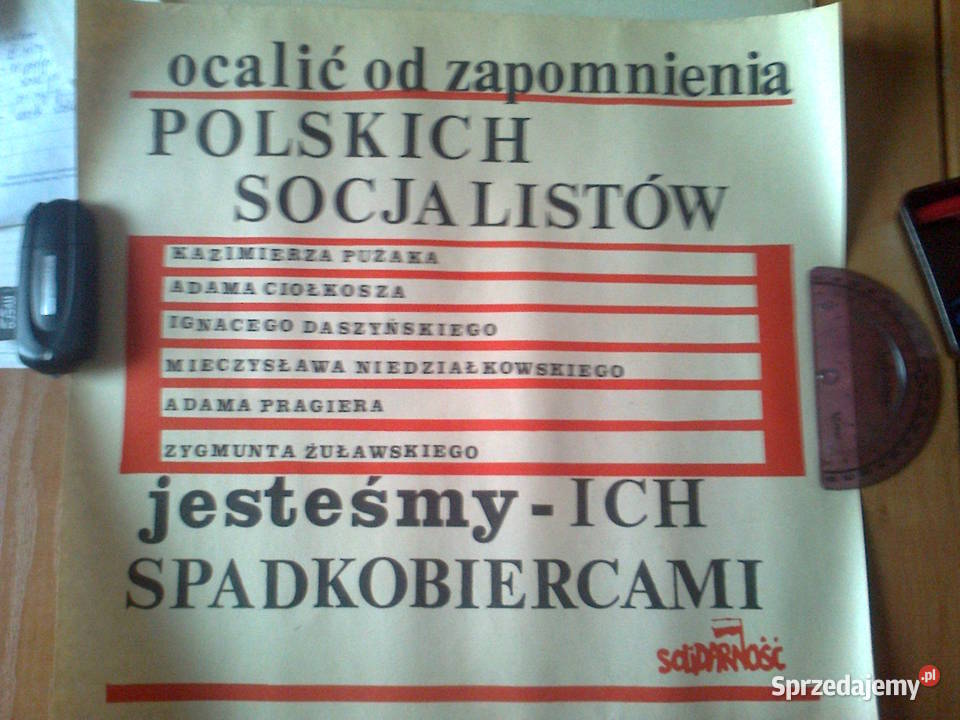 ocalić od zapomnienia
POLSKICH
SOCJALISTÓW
KAZIMIERZA PUŻAKA
ADAMA CIOŁKOSZA
IGNACEGO DASZYŃSKIEGO
MIECZYSŁAWA NIEDZIAŁKOWSKIEGO
ADAMA PRAGIERA
ZYGMUNTA ŻUŁAWSKIEGO
jesteśmy - ICH
SPADKOBIERCAMI
SOLIDARNOŚĆ
Sprzedajemy.pl